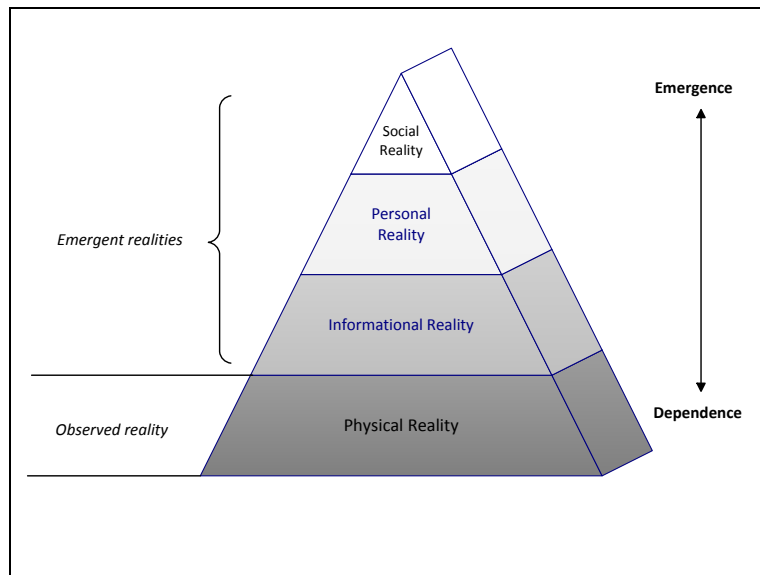 Emergence
Social
Reality
Personal
Reality
Emergent realities
Informational Reality
Dependence
Physical Reality
Observed reality